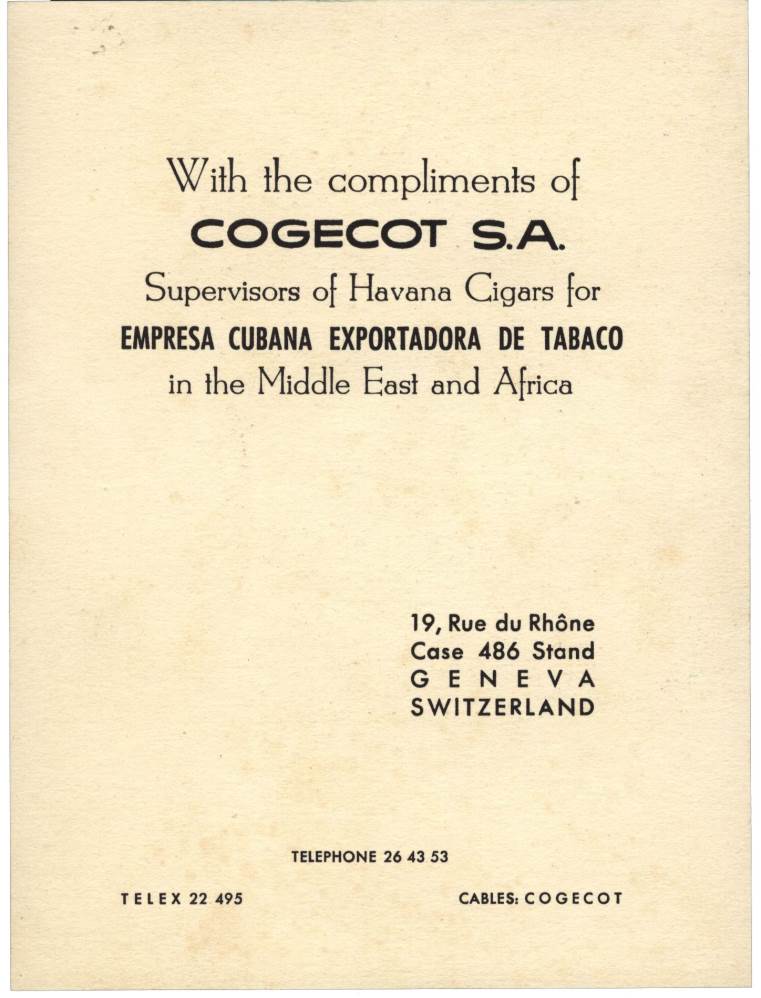 With the compliments of
COGECOT S.A.
Supervisors of Havana Cigars for
EMPRESA CUBANA EXPORTADORA DE TABACO
in the Middle East and Africa
19, Rue du Rhône
Case 486 Stand
GENEVA
SWITZERLAND
TELEPHONE 26 43 53
TELEX 22 495
CABLES: COGECOT